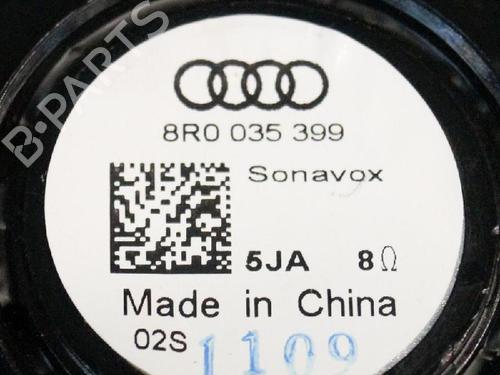 B-PARTS
8R0 035 399
Sonavox
5JA 8Ω
Made in China
02S 1109